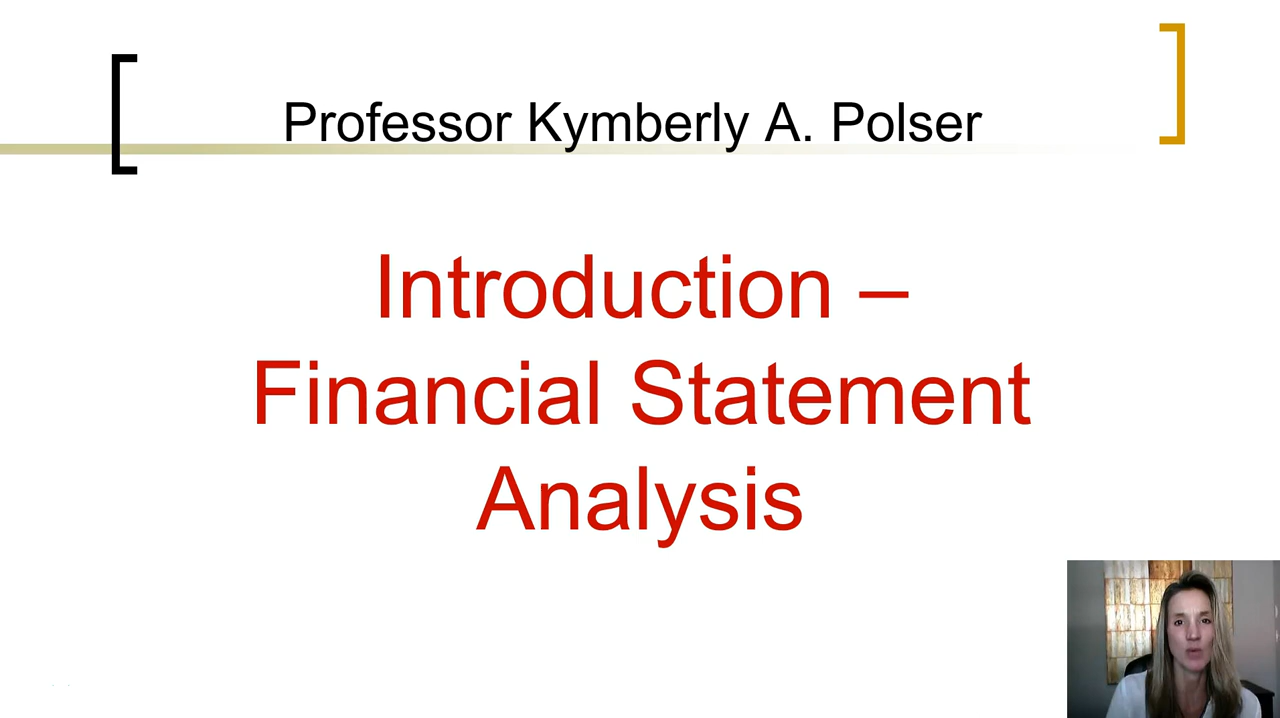 Professor Kymberly A. Polser
Introduction –
Financial Statement
Analysis